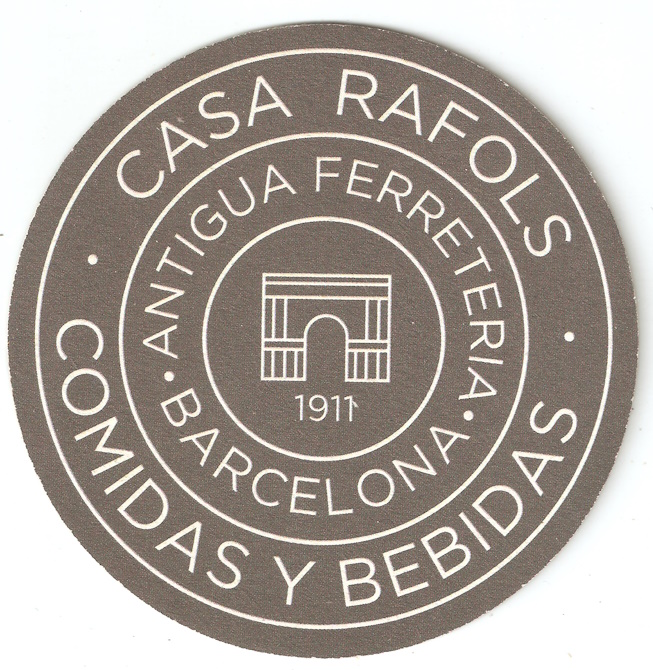 CASA RAFOLS
COMIDAS Y BEBIDAS
ANTIGUA FERRETERIA
BARCELONA
1911